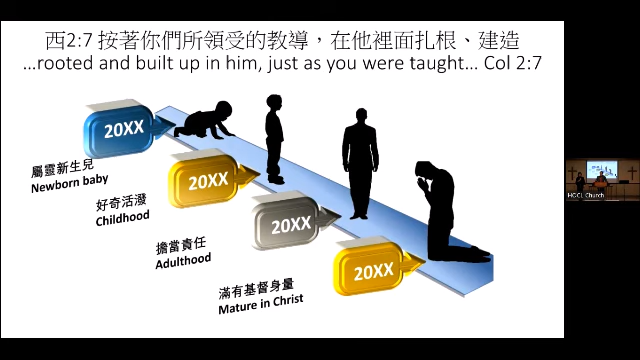 西2:7 按著你們所領受的教導，在他裡面扎根、建造
...rooted and built up in him, just as you were taught... Col 2:7
20XX
屬靈新生兒
Newborn baby
20XX
好奇活潑
Childhood
20XX
擔當責任
Adulthood
20XX
滿有基督身量
Mature in Christ
HOCL Church